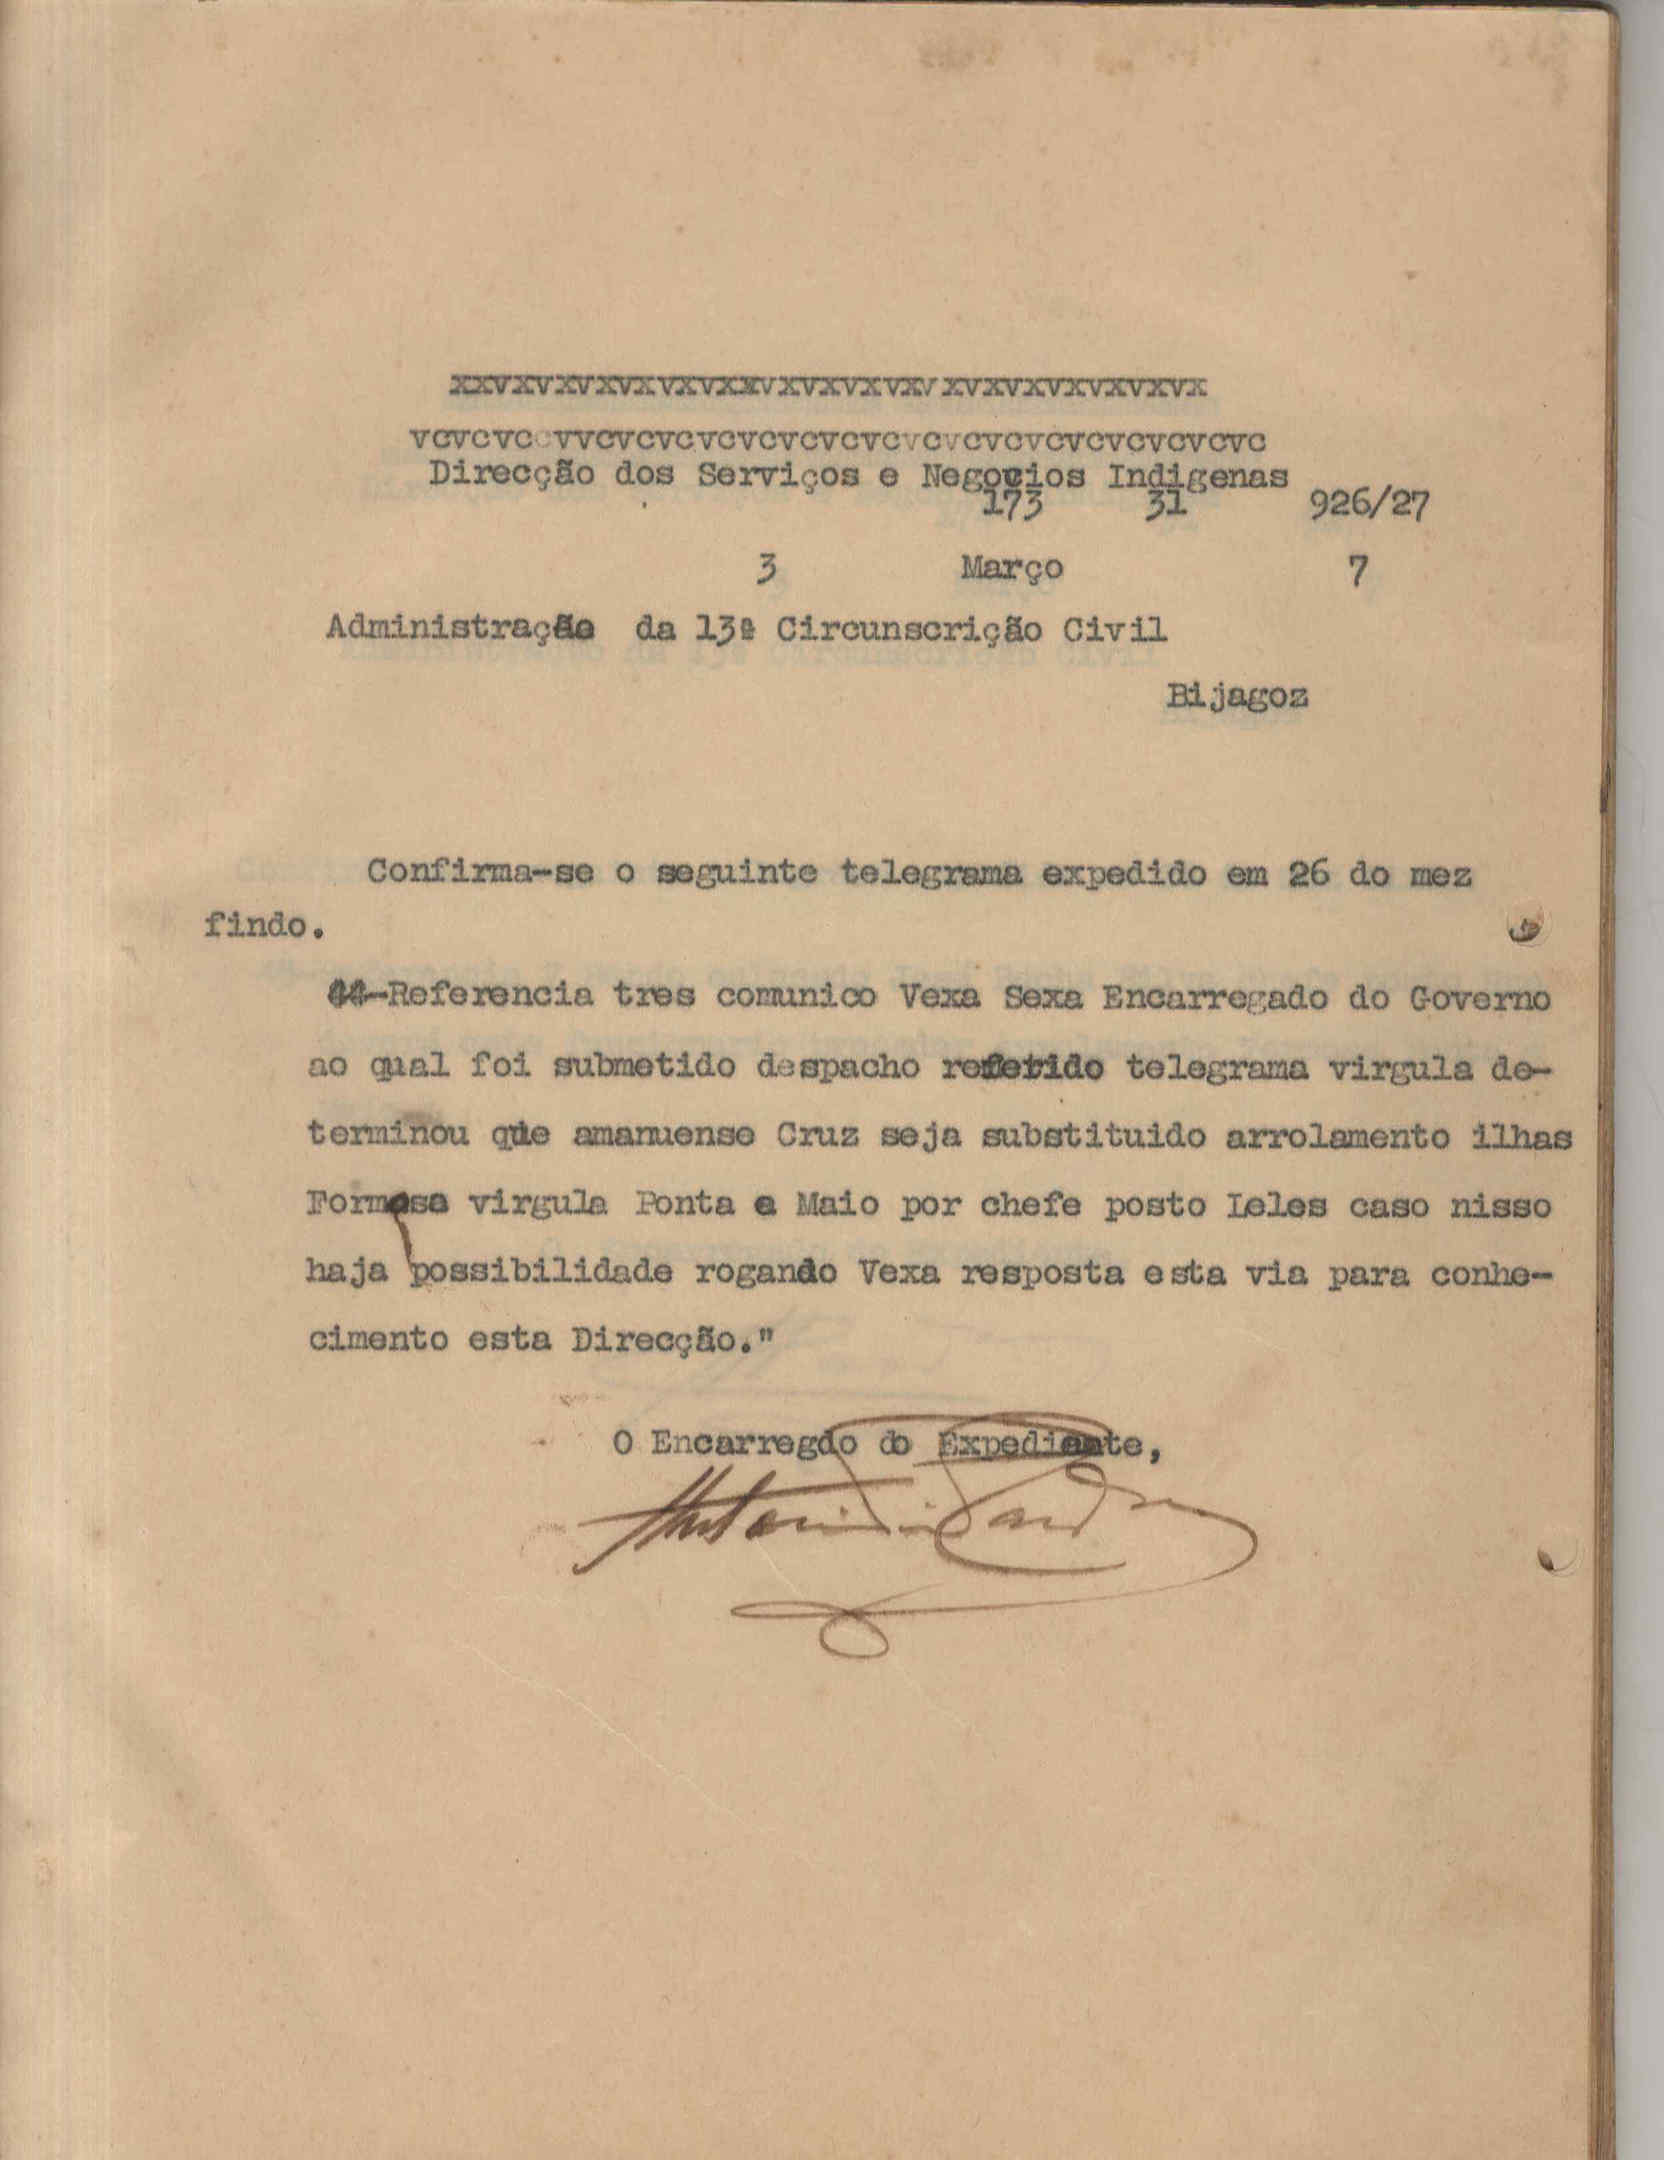 xxvxvxvxvxvxvxxvxvxvxvxvxvxvxvxvxvxvx
vcvcvccvvcvcvcvcvcvcvcvcvcvcvcvcvcvcvcvcvc
Direcção dos Serviços e Negocios Indigenas
173 31 926/27
3 Março 7
Administração da 13ª Circunscrição Civil
Bijagoz
Confirma-se o seguinte telegrama expedido em 26 do mez
findo.
Referencia tres comunico Vexa Sexa Encarregado do Governo
ao qual foi submetido despacho referido telegrama virgula de-
terminou que amanuense Cruz seja substituido arrolamento ilhas
Formosa virgula Ponta e Maio por chefe posto Leles caso nisso
haja possibilidade rogando Vexa resposta esta via para conhe-
cimento esta Direcção."
O Encarregdo do Expediente,